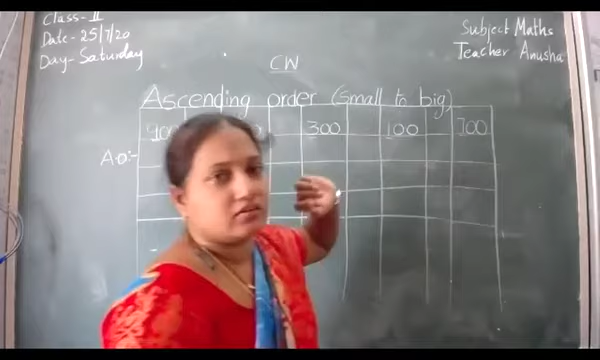 Class- II
Date- 25/7/20
Day- Saturday
Subject Maths
Teacher Anusha
CW
Ascending order (small to big)
300 100 700
A.O:-